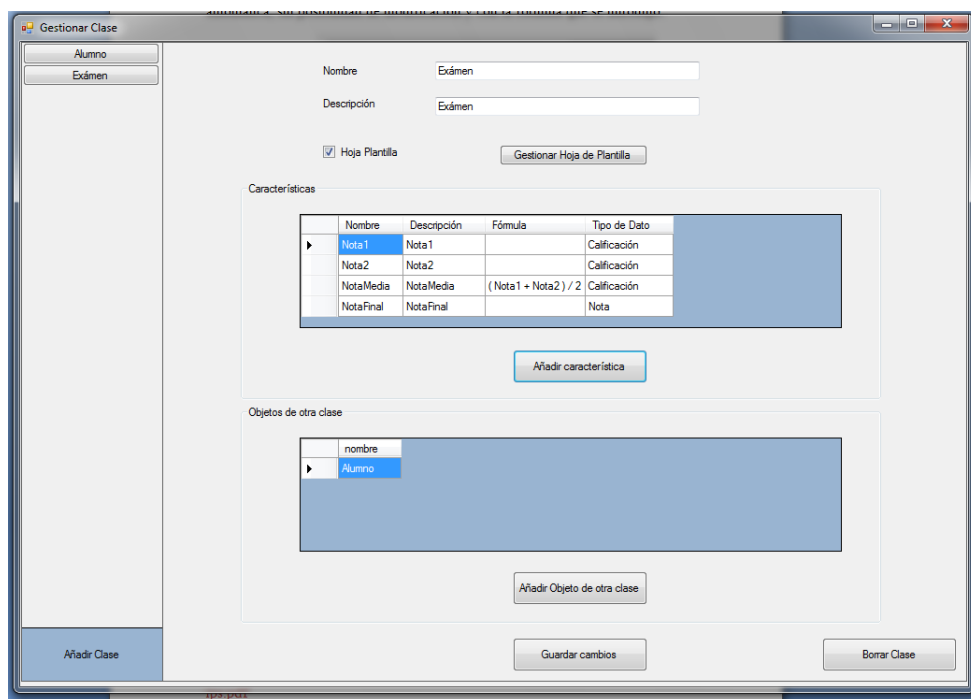 Gestionar Clase
Alumno
Exámen
Nombre
Exámen
Descripción
Exámen
Hoja Plantilla
Gestionar Hoja de Plantilla
Características
Nombre Descripción Fórmula Tipo de Dato
Nota1 Nota1 Calificación
Nota2 Nota2 Calificación
NotaMedia NotaMedia ( Nota1 + Nota2 ) / 2 Calificación
NotaFinal NotaFinal Nota
Añadir característica
Objetos de otra clase
nombre
Alumno
Añadir Objeto de otra clase
Añadir Clase
Guardar cambios
Borrar Clase